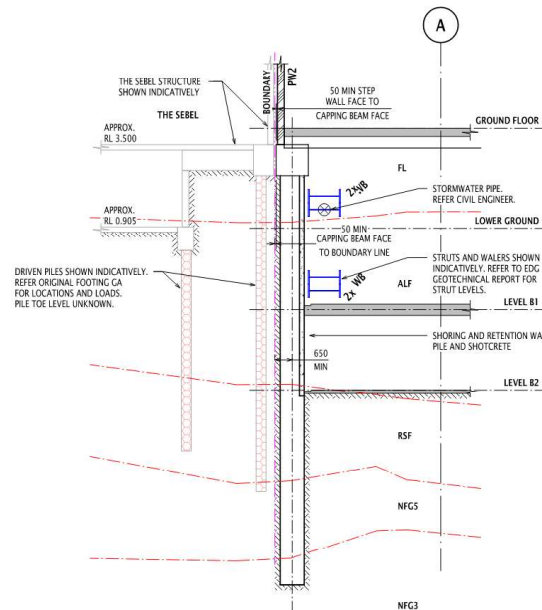 A
THE SEBEL STRUCTURE
SHOWN INDICATIVELY
THE SEBEL
BOUNDARY
PW2
50 MIN STEP
WALL FACE TO
CAPPING BEAM FACE
GROUND FLOOR
APPROX.
RL 3.500
FL
2x WB
STORMWATER PIPE.
REFER CIVIL ENGINEER.
APPROX.
RL 0.905
LOWER GROUND
50 MIN
CAPPING BEAM FACE
TO BOUNDARY LINE
STRUTS AND WALERS SHOWN
INDICATIVELY. REFER TO EDG
GEOTECHNICAL REPORT FOR
STRUT LEVELS.
DRIVEN PILES SHOWN INDICATIVELY.
REFER ORIGINAL FOOTING GA
FOR LOCATIONS AND LOADS.
PILE TOE LEVEL UNKNOWN.
2x WB
ALF
LEVEL B1
SHORING AND RETENTION WA
PILE AND SHOTCRETE
650
MIN
LEVEL B2
RSF
NFG5
NFG3